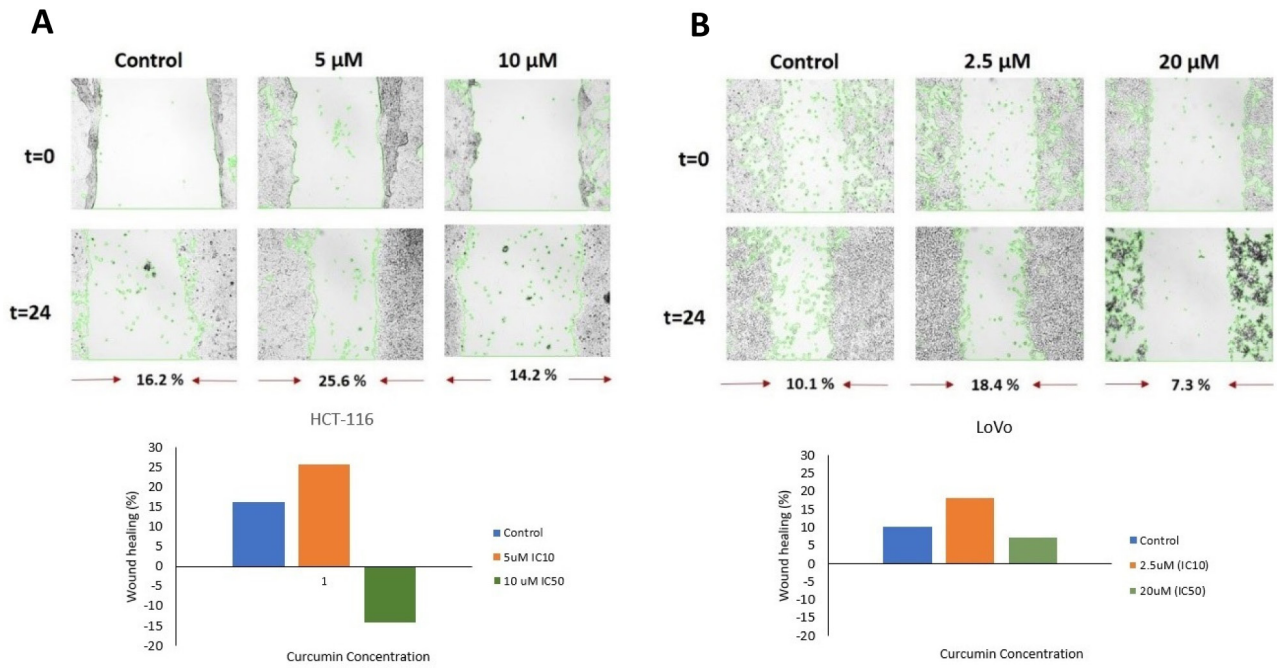 A
Control 5 µM 10 µM
t=0
t=24
16.2 % 25.6 % 14.2 %
HCT-116
Wound healing (%)
30
25
20
15
10
5
0
-5
-10
-15
-20
1
Control
5uM IC10
10 uM IC50
Curcumin Concentration
B
Control 2.5 µM 20 µM
t=0
t=24
10.1 % 18.4 % 7.3 %
LoVo
Wound healing (%)
30
25
20
15
10
5
0
-5
-10
-15
-20
Control
2.5uM (IC10)
20uM (IC50)
Curcumin Concentration